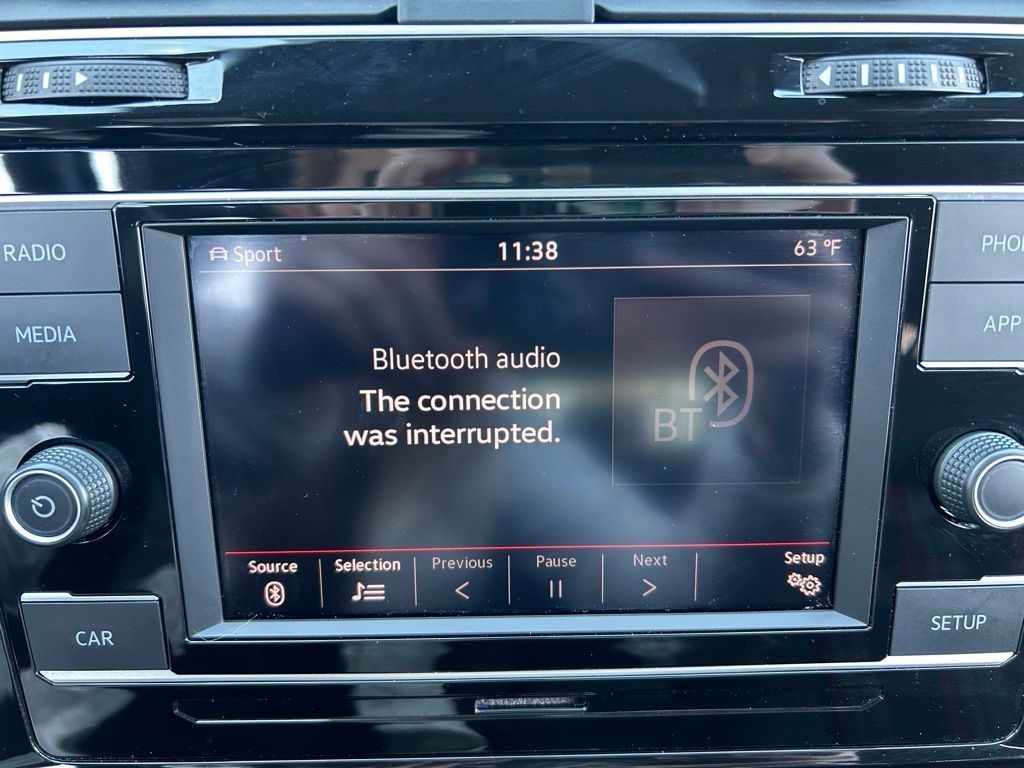 RADIO
MEDIA
CAR
Sport
11:38
63 °F
Bluetooth audio
The connection
was interrupted.
BT
Source
Selection
Previous
Pause
Next
Setup
APP
SETUP